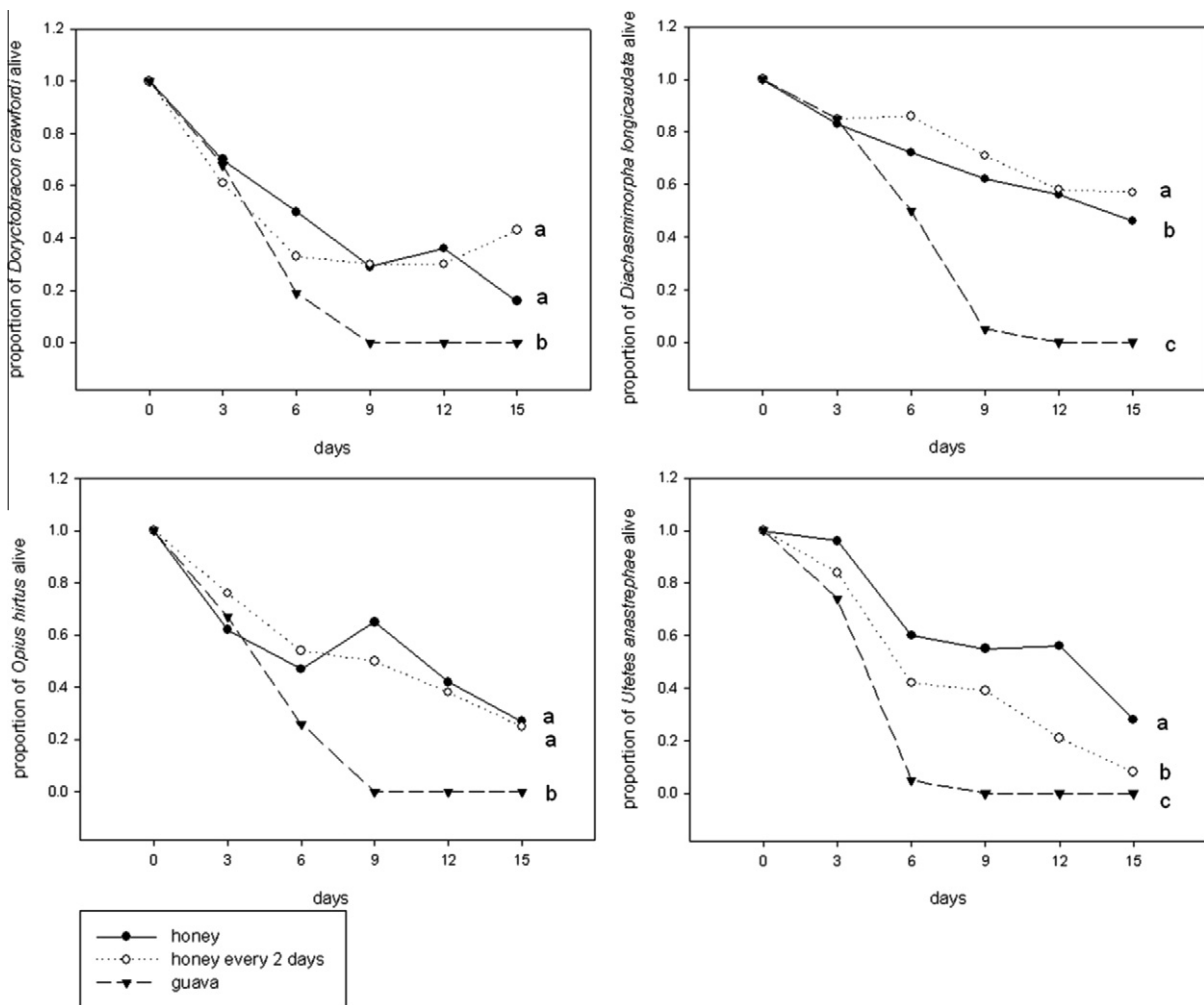 proportion of Doryctobracon crawfordi alive
1.2
1.0
0.8
0.6
0.4
0.2
0.0
a
a
b
0 3 6 9 12 15
days
proportion of Diachasmimorpha longicaudata alive
1.2
1.0
0.8
0.6
0.4
0.2
0.0
a
b
c
0 3 6 9 12 15
days
proportion of Opius hirtus alive
1.2
1.0
0.8
0.6
0.4
0.2
0.0
a
a
b
0 3 6 9 12 15
days
proportion of Utetes anastrephae alive
1.2
1.0
0.8
0.6
0.4
0.2
0.0
a
b
c
0 3 6 9 12 15
days
honey
honey every 2 days
guava